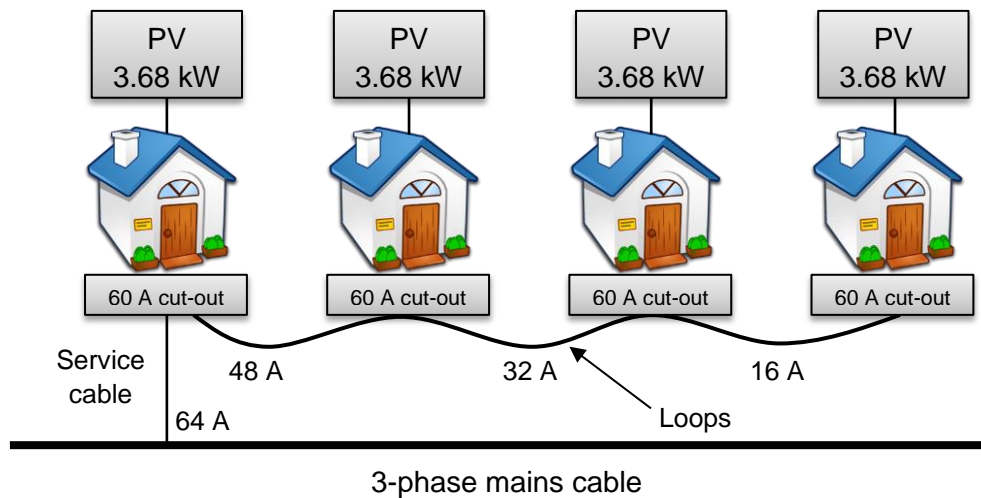 PV
3.68 kW
PV
3.68 kW
PV
3.68 kW
PV
3.68 kW
60 A cut-out
60 A cut-out
60 A cut-out
60 A cut-out
Service
cable
48 A
32 A
16 A
64 A
Loops
3-phase mains cable